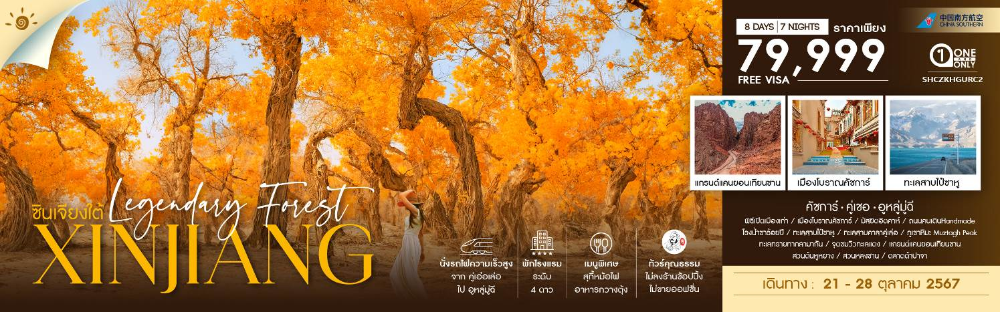 ซินเจียงใต้ Legendary Forest
XINJIANG
นั่งรถไฟความเร็วสูง
จาก คู่เอ๋อเล่อ
ไป อูหลู่มู่ฉี
พักโรงแรม
ระดับ
4 ดาว
เมนูพิเศษ
สุกี้หม้อไฟ
อาหารกวางตุ้ง
ทัวร์คุณธรรม
ไม่ลงร้านช้อปปิ้ง
ไม่ขายออฟชั่น
8 DAYS | 7 NIGHTS ราคาเพียง
79,999
FREE VISA
中国南方航空
CHINA SOUTHERN
1 ONE
AND
ONLY
SHCZKHGURC2
แกรนด์แคนยอนเทียนซาน
เมืองโบราณคัชการ์
ทะเลสาบไป๋ซาหู
คัชการ์ · คู่เชอ · อูหลู่มู่ฉี
พิธีเปิดเมืองเก่า / เมืองโบราณคัชการ์ / มัสยิดอิดคาห์ / ถนนคนเดินHandmade
โรงน้ำชาร้อยปี / ทะเลสาบไป๋ซาหู / ทะเลสาบคาลาคู่เล่อ / ภูเขาหิมะ Muztagh Peak
ทะเลทรายทากลามากัน / จุดชมวิวทะเลแดง / แกรนด์แคนยอนเทียนซาน
สวนต้นหูหยาง / สวนหลงซาน / ตลาดต้าปาจา
เดินทาง : 21 - 28 ตุลาคม 2567